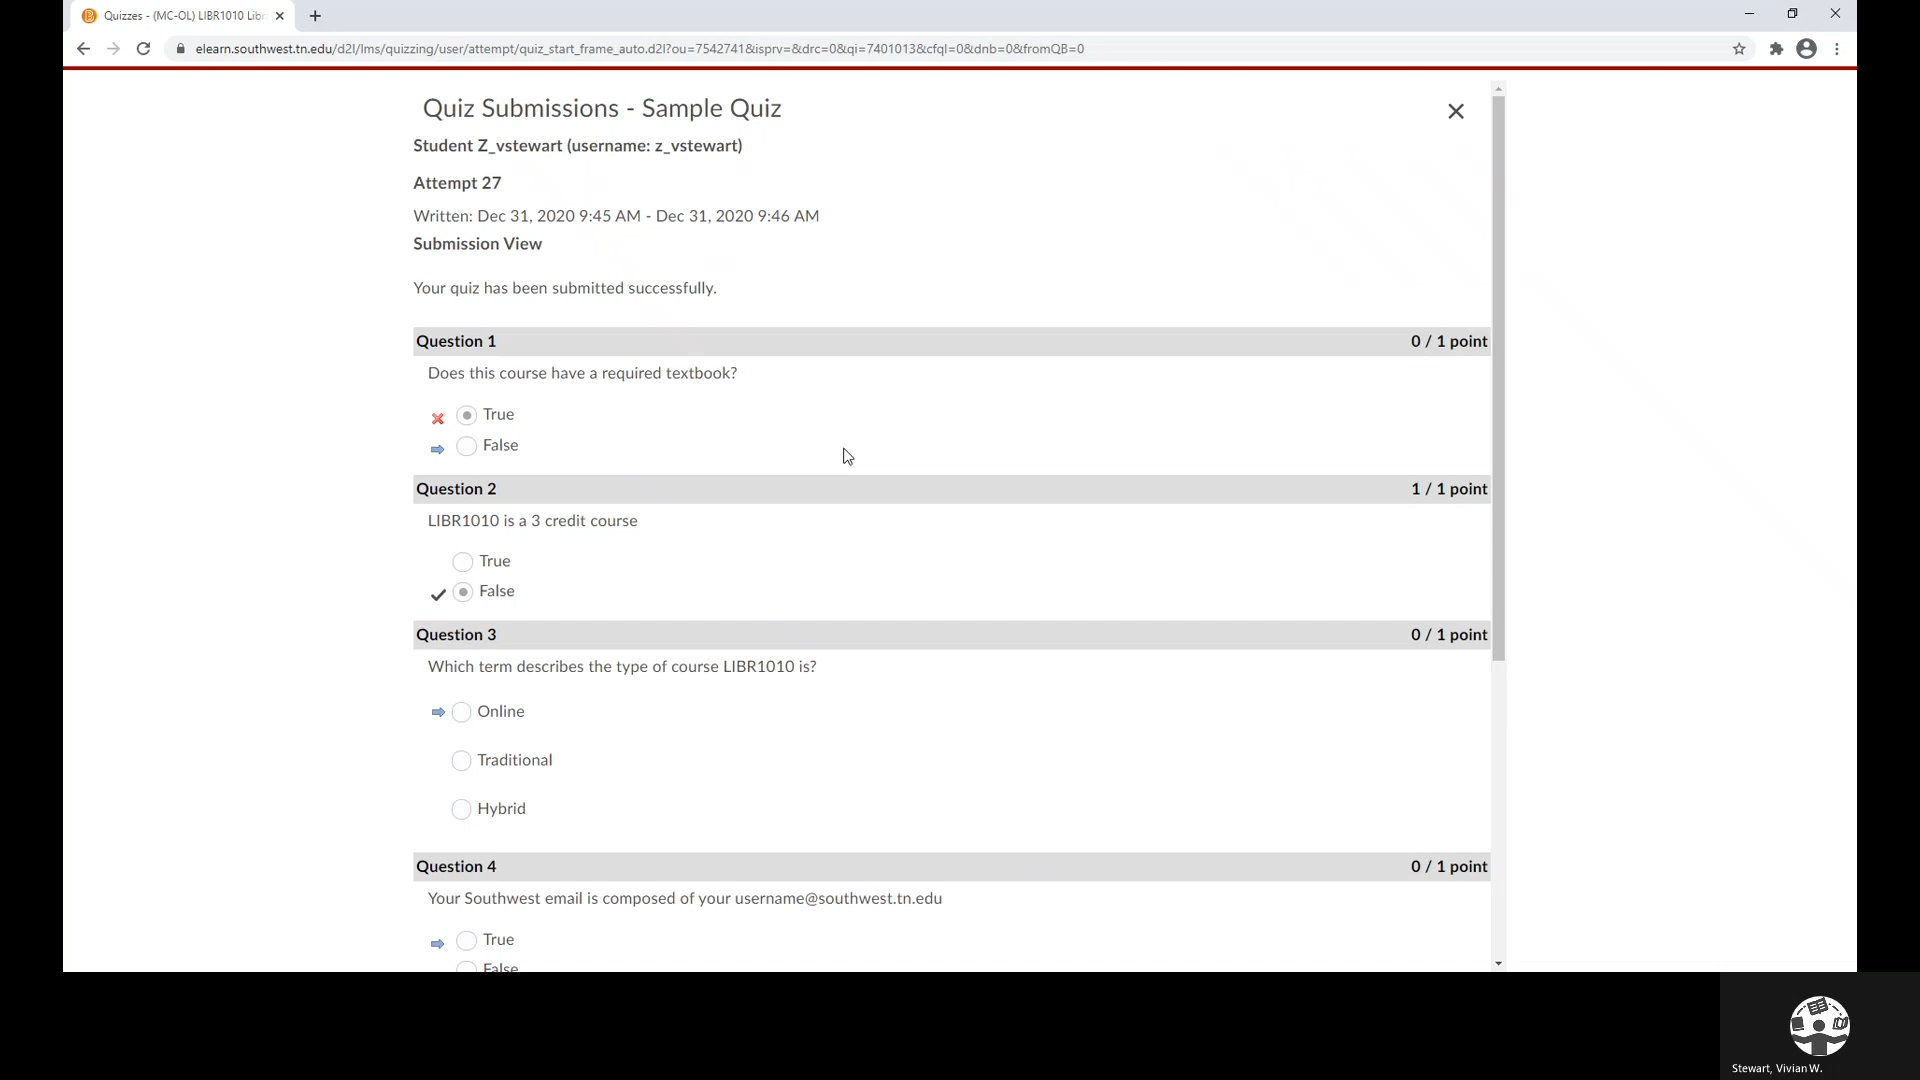 Quizzes - (MC-OL) LIBR1010 Libr
elearn.southwest.tn.edu/d2l/lms/quizzing/user/attempt/quiz_start_frame_auto.d2l?ou=7542741&isprv=&drc=0&qi=7401013&cfql=0&dnb=0&fromQB=0
Quiz Submissions - Sample Quiz
Student Z_vstewart (username: z_vstewart)
Attempt 27
Written: Dec 31, 2020 9:45 AM - Dec 31, 2020 9:46 AM
Submission View
Your quiz has been submitted successfully.
Question 1 0 / 1 point
Does this course have a required textbook?
True
False
Question 2 1 / 1 point
LIBR1010 is a 3 credit course
True
False
Question 3 0 / 1 point
Which term describes the type of course LIBR1010 is?
Online
Traditional
Hybrid
Question 4 0 / 1 point
Your Southwest email is composed of your username@southwest.tn.edu
True
False
Stewart, Vivian W.